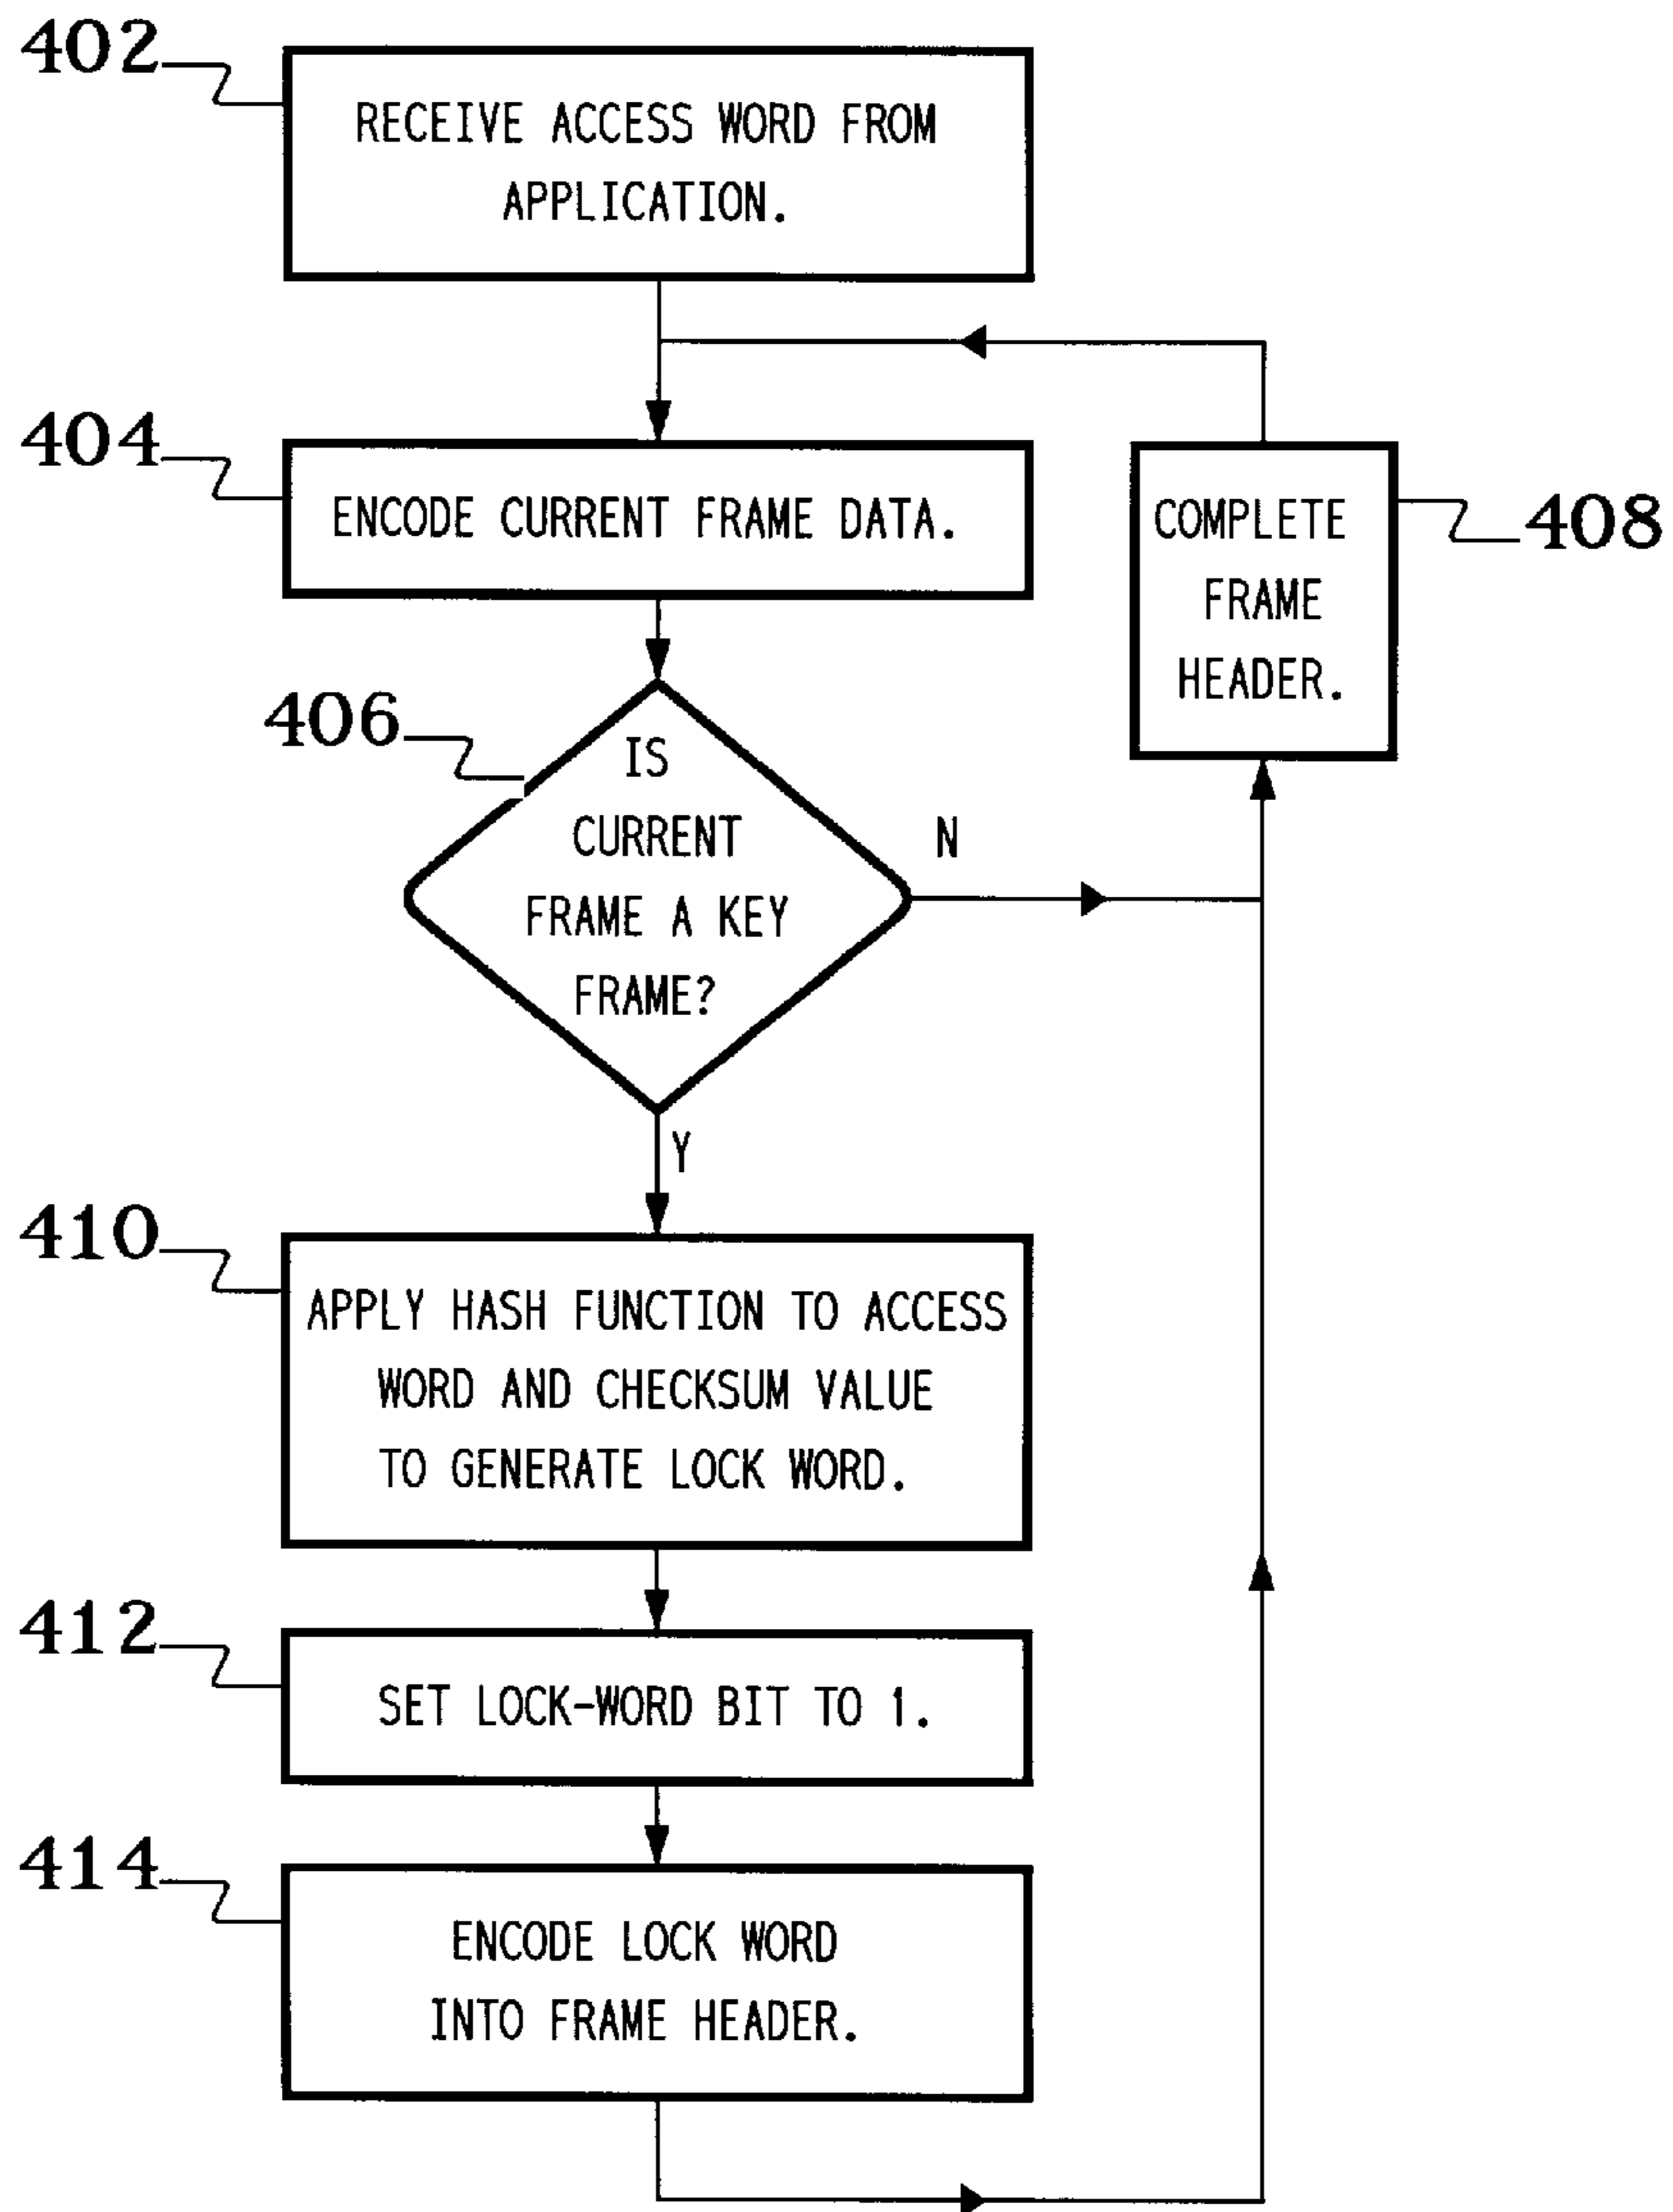 402
RECEIVE ACCESS WORD FROM
APPLICATION.
404
ENCODE CURRENT FRAME DATA.
COMPLETE
FRAME
HEADER.
408
406
IS
CURRENT
FRAME A KEY
FRAME?
N
Y
410
APPLY HASH FUNCTION TO ACCESS
WORD AND CHECKSUM VALUE
TO GENERATE LOCK WORD.
412
SET LOCK-WORD BIT TO 1.
414
ENCODE LOCK WORD
INTO FRAME HEADER.